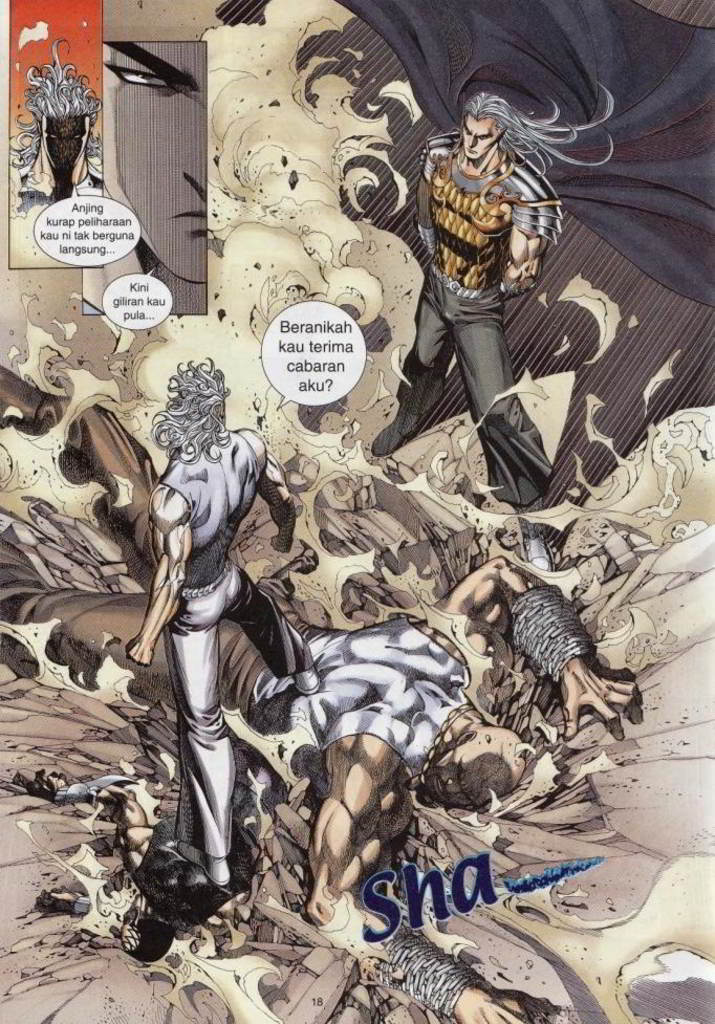 Anjing
kurap peliharaan
kau ni tak berguna
langsung...
Kini
giliran kau
pula...
Beranikah
kau terima
cabaran
aku?
Sha
18